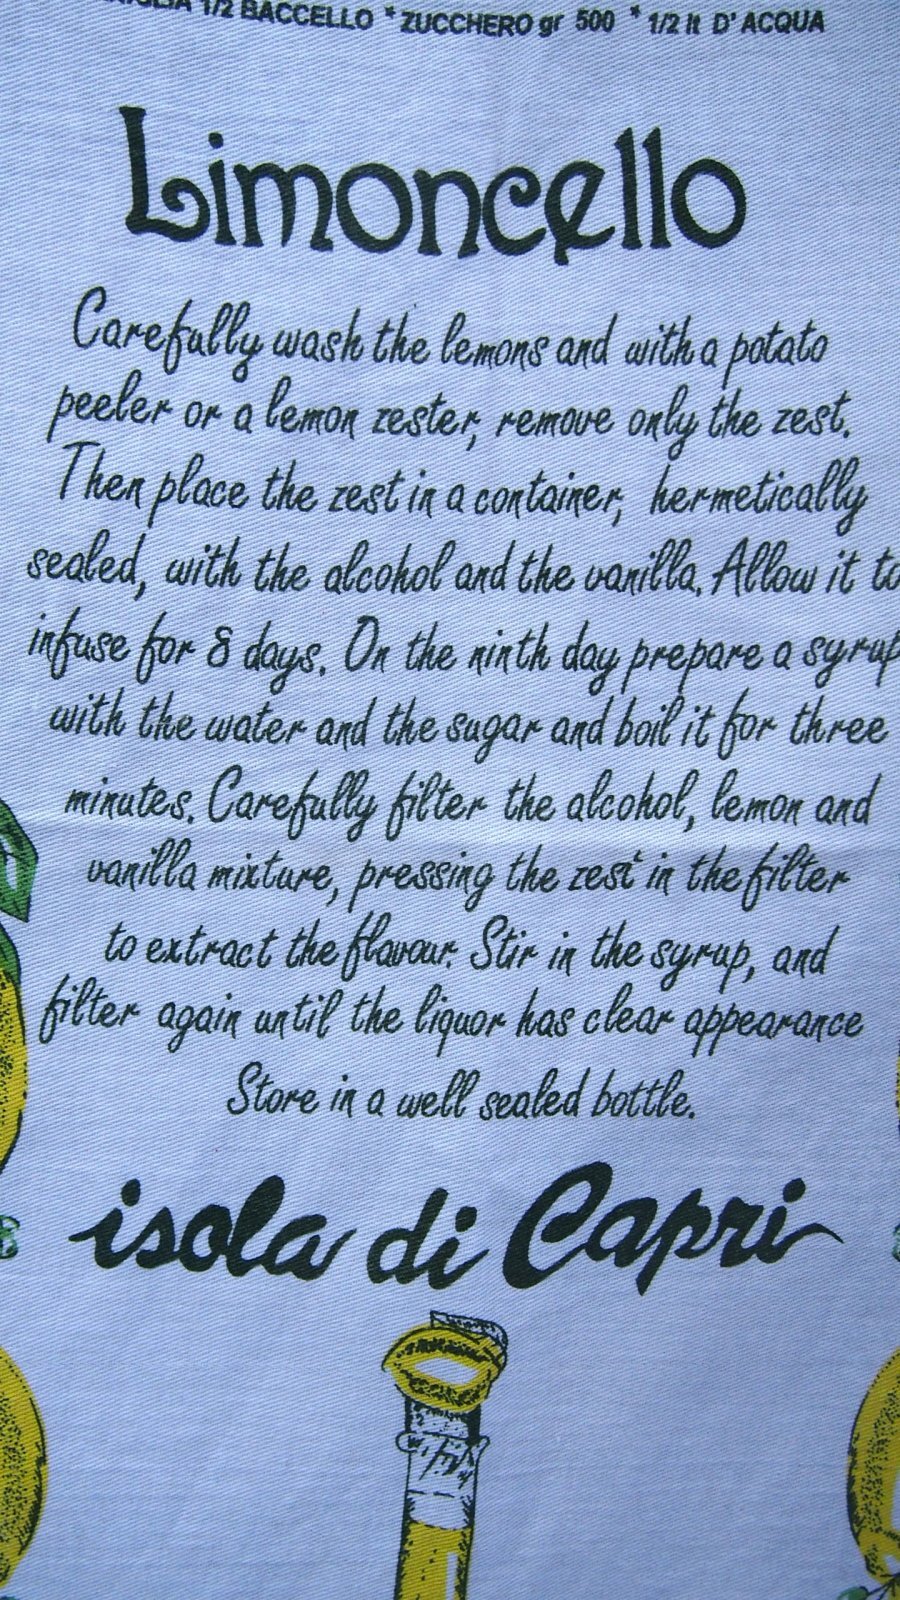 1/2 BACCELLO * ZUCCHERO gr 500 * 1/2 lt D'ACQUA
Limoncello
Carefully wash the lemons and with a potato
peeler or a lemon zester, remove only the zest.
Then place the zest in a container, hermetically
sealed, with the alcohol and the vanilla. Allow it to
infuse for 8 days. On the ninth day prepare a syrup
with the water and the sugar and boil it for three
minutes. Carefully filter the alcohol, lemon and
vanilla mixture, pressing the zest in the filter
to extract the flavour. Stir in the syrup, and
filter again until the liquor has clear appearance
Store in a well sealed bottle.
isola di Capri